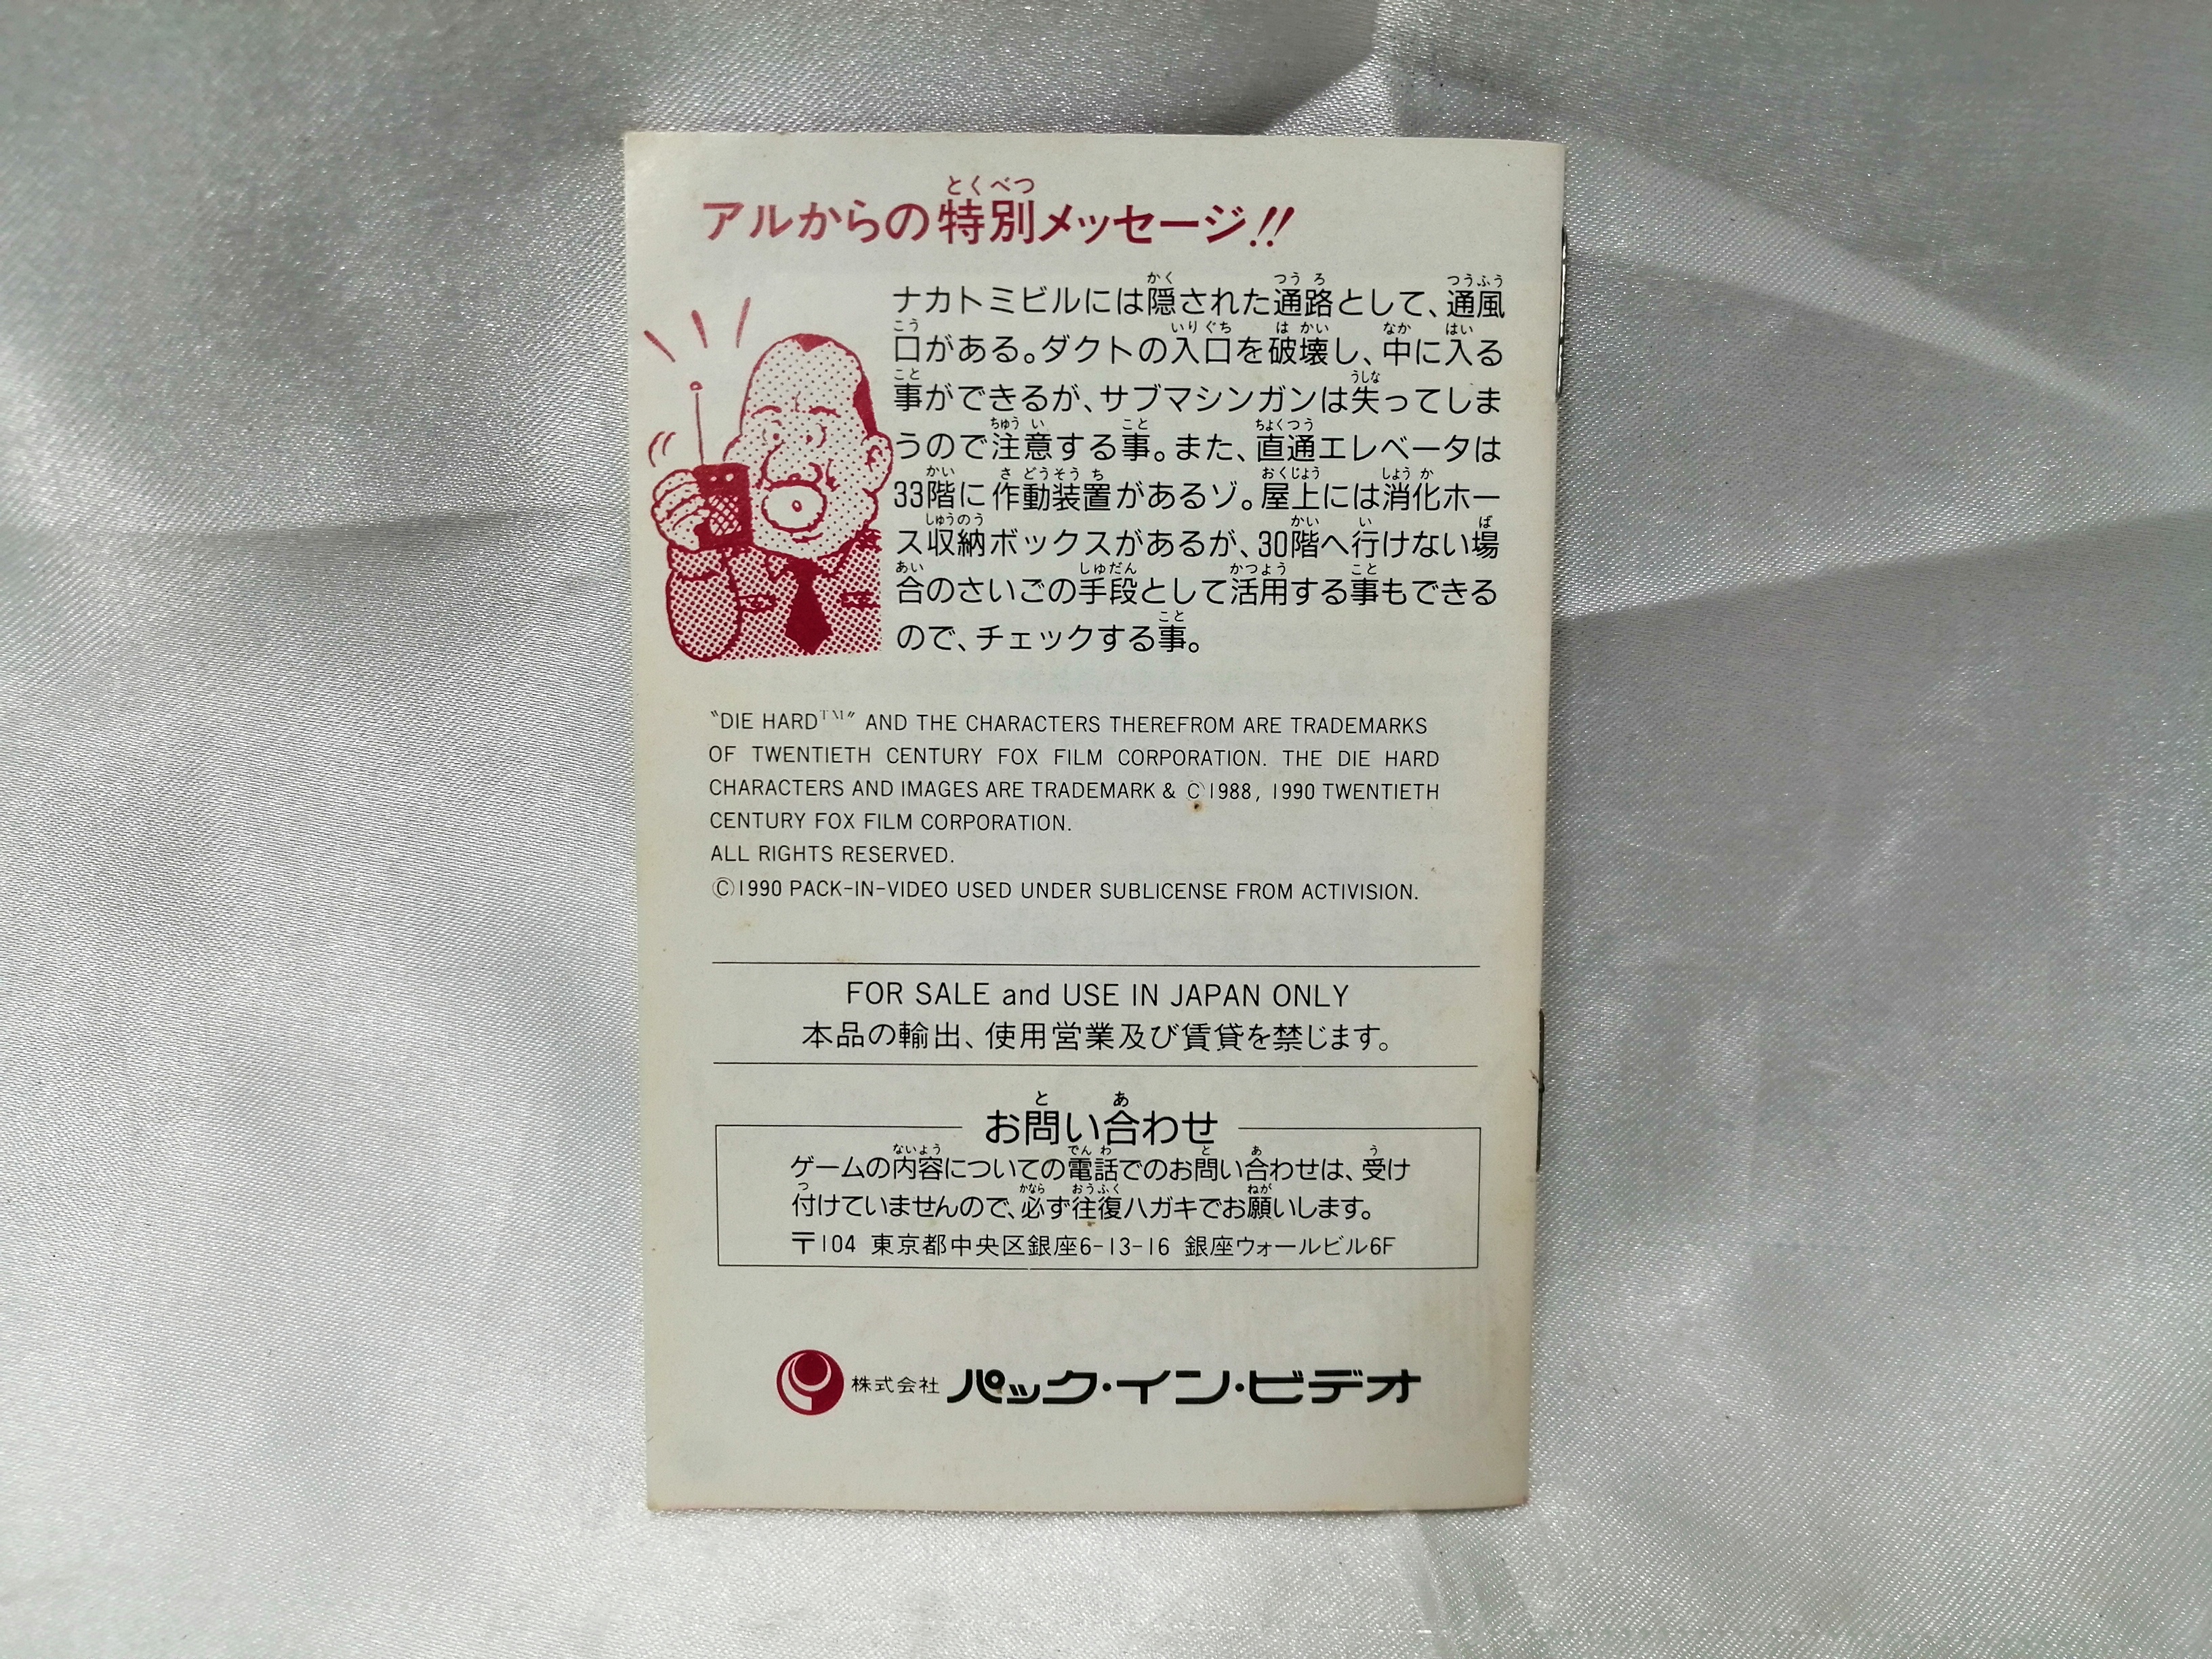 アルからの特別メッセージ!!
ナカトミビルには隠された通路として、通風
口がある。ダクトの入口を破壊し、中に入る
事ができるが、サブマシンガンは失ってしま
うので注意する事。また、直通エレベータは
33階に作動装置があるゾ。屋上には消化ホー
ス収納ボックスがあるが、30階へ行けない場
合のさいごの手段として活用する事もできる
ので、チェックする事。
"DIE HARD™" AND THE CHARACTERS THEREFROM ARE TRADEMARKS
OF TWENTIETH CENTURY FOX FILM CORPORATION. THE DIE HARD
CHARACTERS AND IMAGES ARE TRADEMARK & ©1988, 1990 TWENTIETH
CENTURY FOX FILM CORPORATION.
ALL RIGHTS RESERVED.
©1990 PACK-IN-VIDEO USED UNDER SUBLICENSE FROM ACTIVISION.
FOR SALE and USE IN JAPAN ONLY
本品の輸出、使用営業及び賃貸を禁じます。
お問い合わせ
ゲームの内容についての電話でのお問い合わせは、受け
付けていませんので、必ず往復ハガキでお願いします。
〒104 東京都中央区銀座6-13-16 銀座ウォールビル6F
株式会社 パック・イン・ビデオ